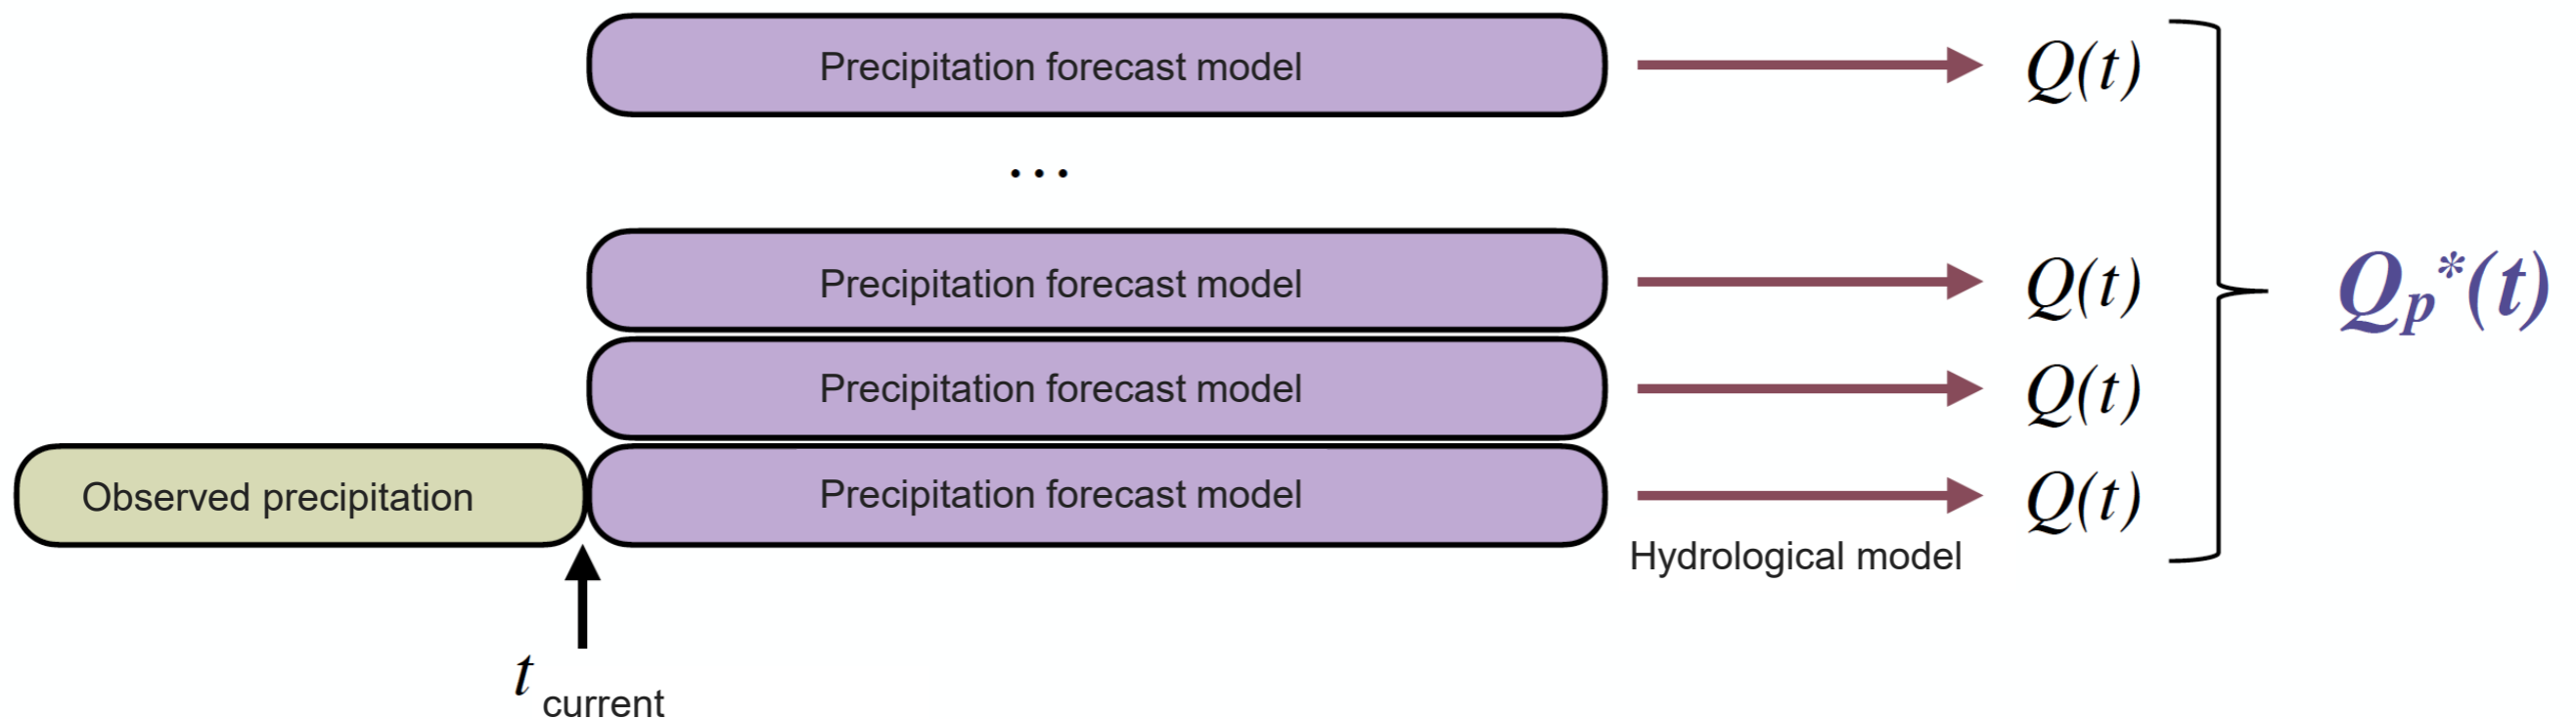 Precipitation forecast model Q(t)
...
Precipitation forecast model Q(t)
Qp*(t)
Precipitation forecast model Q(t)
Observed precipitation Precipitation forecast model Q(t)
Hydrological model
t current